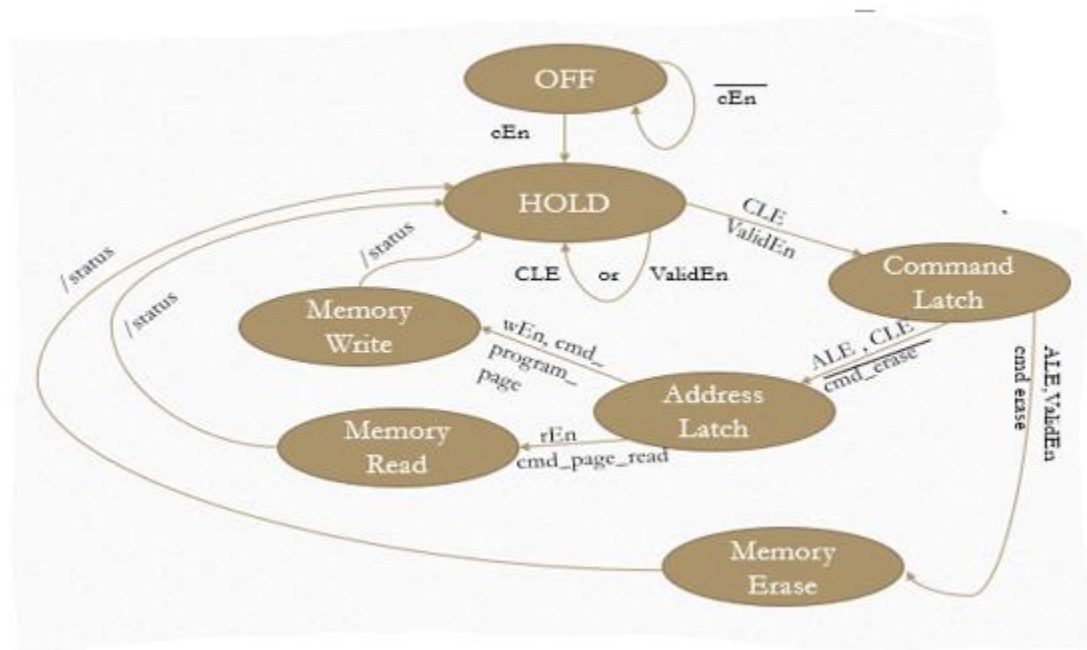 OFF
cEn
cEn
HOLD
CLE
ValidEn
CLE or ValidEn
/status
/status
/status
Command
Latch
Memory
Write
wEn, cmd_
program_
page
ALE , CLE
cmd_erase
ALE,ValidEn
cmd erase
Address
Latch
Memory
Read
rEn
cmd_page_read
Memory
Erase